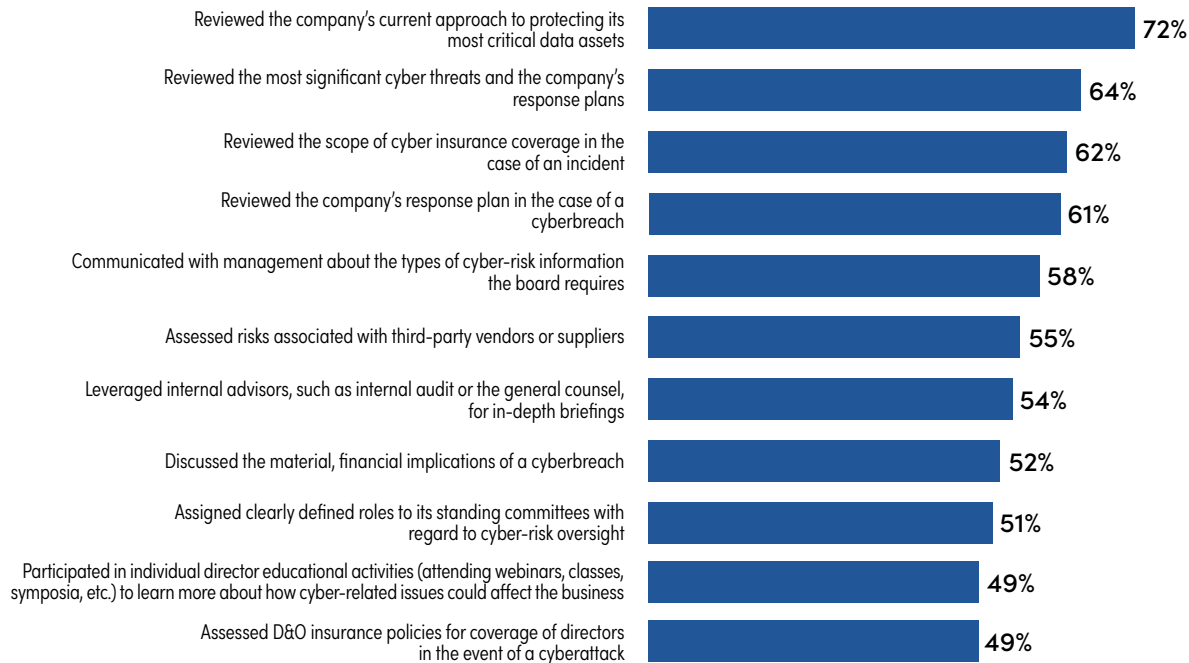 Reviewed the company's current approach to protecting its
most critical data assets
72%
Reviewed the most significant cyber threats and the company's
response plans
64%
Reviewed the scope of cyber insurance coverage in the
case of an incident
62%
Reviewed the company's response plan in the case of a
cyberbreach
61%
Communicated with management about the types of cyber-risk information
the board requires
58%
Assessed risks associated with third-party vendors or suppliers
55%
Leveraged internal advisors, such as internal audit or the general counsel,
for in-depth briefings
54%
Discussed the material, financial implications of a cyberbreach
52%
Assigned clearly defined roles to its standing committees with
regard to cyber-risk oversight
51%
Participated in individual director educational activities (attending webinars, classes,
symposia, etc.) to learn more about how cyber-related issues could affect the business
49%
Assessed D&O insurance policies for coverage of directors
in the event of a cyberattack
49%